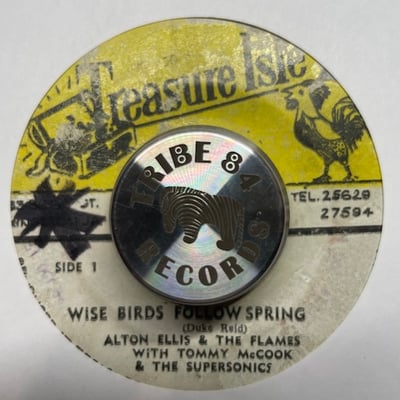 Treasure Isle
TRIBE 84
RECORDS
ST.
TEL. 25629
27594
SIDE 1
WISE BIRDS FOLLOW SPRING
(Duke Reid)
ALTON ELLIS & THE FLAMES
WITH TOMMY McCOOK
& THE SUPERSONICS